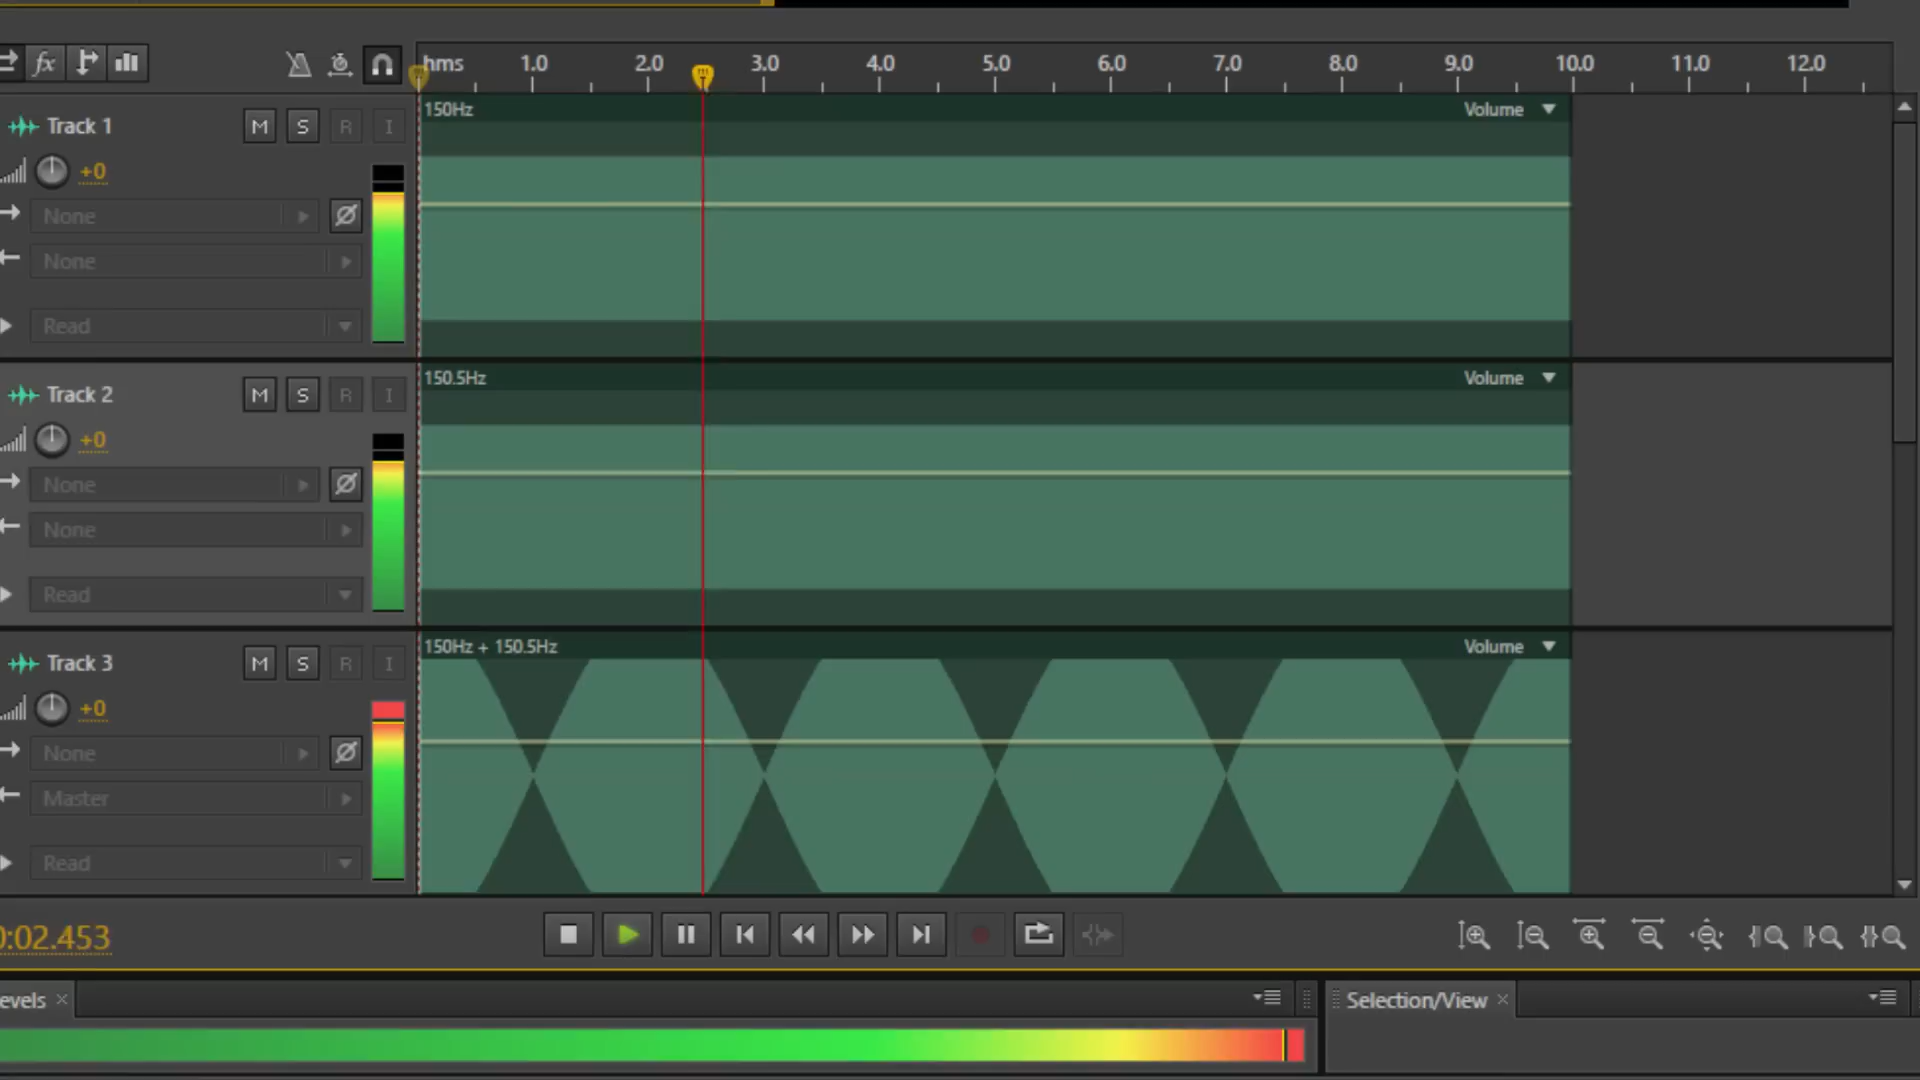 fx
hms 1.0 2.0 3.0 4.0 5.0 6.0 7.0 8.0 9.0 10.0 11.0 12.0
150Hz Volume
Track 1 M S R I
+0
None
None
Read
150.5Hz Volume
Track 2 M S R I
+0
None
None
Read
150Hz + 150.5Hz Volume
Track 3 M S R I
+0
None
Master
Read
0:02.453
evels
Selection/View